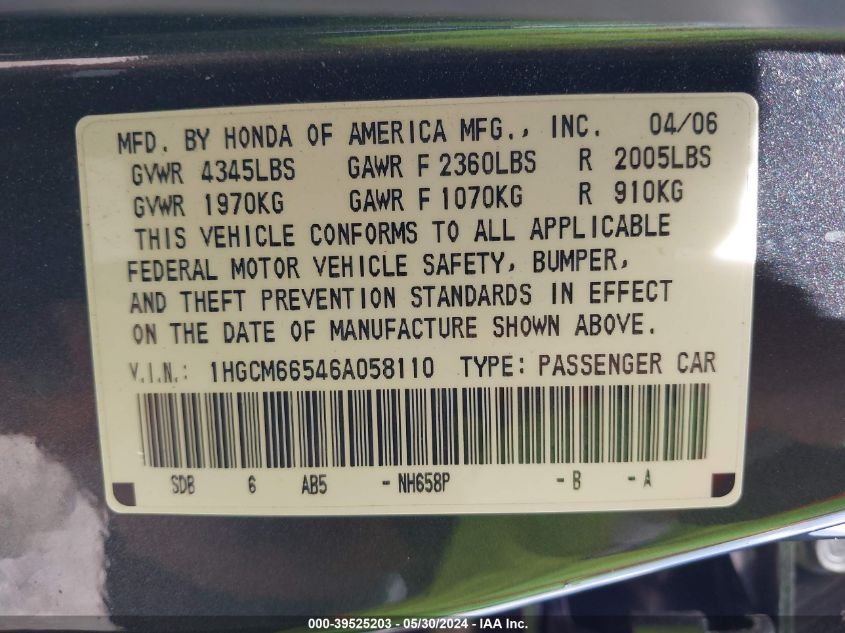 MFD. BY HONDA OF AMERICA MFG., INC. 04/06
GVWR 4345LBS GAWR F 2360LBS R 2005LBS
GVWR 1970KG GAWR F 1070KG R 910KG
THIS VEHICLE CONFORMS TO ALL APPLICABLE
FEDERAL MOTOR VEHICLE SAFETY, BUMPER,
AND THEFT PREVENTION STANDARDS IN EFFECT
ON THE DATE OF MANUFACTURE SHOWN ABOVE.
V.I.N.: 1HGCM66546A058110 TYPE: PASSENGER CAR
SDB 6 AB5 - NH658P - B - A
000-39525203 - 05/30/2024 - IAA Inc.